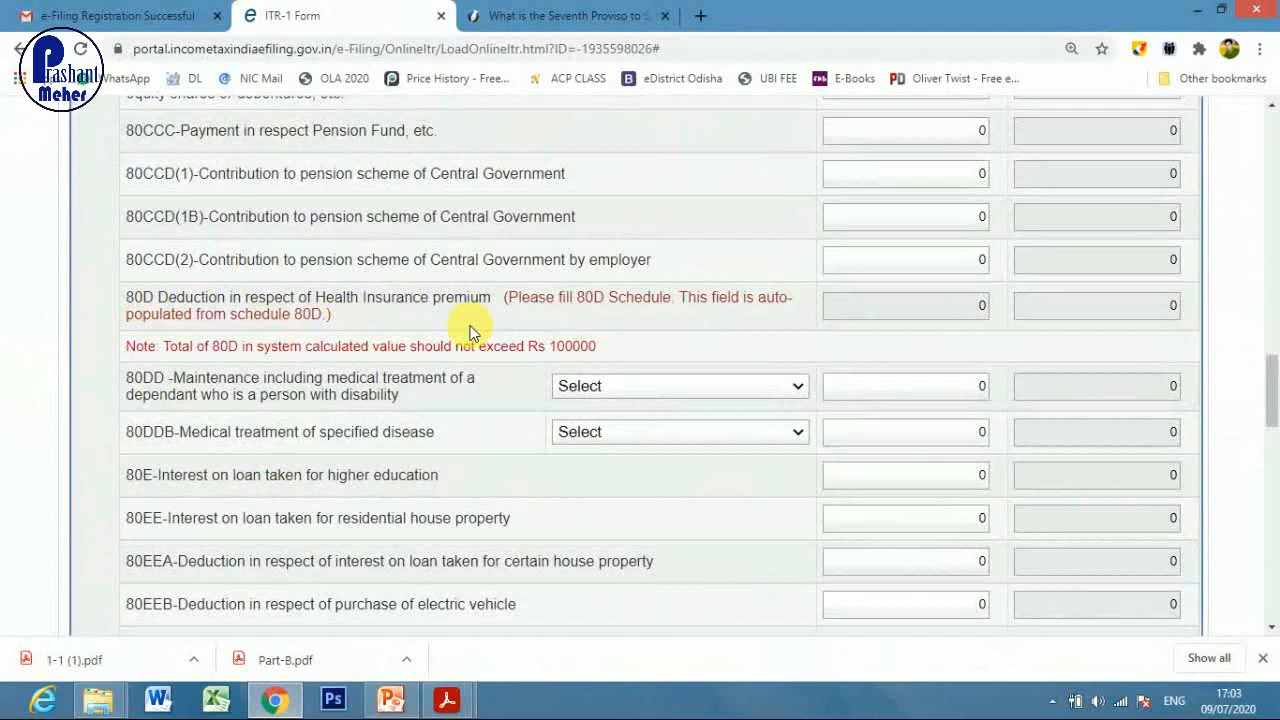 e-Filing Registration Successful
ITR-1 Form
What is the Seventh Proviso to
portal.incometaxindiaefiling.gov.in/e-Filing/OnlineItr/LoadOnlineItr.html?ID=-1935598026#
Prashant
Meher
WhatsApp
DL
NIC Mail
OLA 2020
Price History - Free...
ACP CLASS
eDistrict Odisha
UBI FEE
E-Books
Oliver Twist - Free e...
Other bookmarks
equity shares or debentures, etc.
80CCC-Payment in respect Pension Fund, etc. 0 0
80CCD(1)-Contribution to pension scheme of Central Government 0 0
80CCD(1B)-Contribution to pension scheme of Central Government 0 0
80CCD(2)-Contribution to pension scheme of Central Government by employer 0 0
80D Deduction in respect of Health Insurance premium (Please fill 80D Schedule. This field is auto-
populated from schedule 80D.) 0 0
Note: Total of 80D in system calculated value should not exceed Rs 100000
80DD -Maintenance including medical treatment of a
dependant who is a person with disability Select 0 0
80DDB-Medical treatment of specified disease Select 0 0
80E-Interest on loan taken for higher education 0 0
80EE-Interest on loan taken for residential house property 0 0
80EEA-Deduction in respect of interest on loan taken for certain house property 0 0
80EEB-Deduction in respect of purchase of electric vehicle 0 0
1-1 (1).pdf
Part-B.pdf
Show all
ENG
17:03
09/07/2020